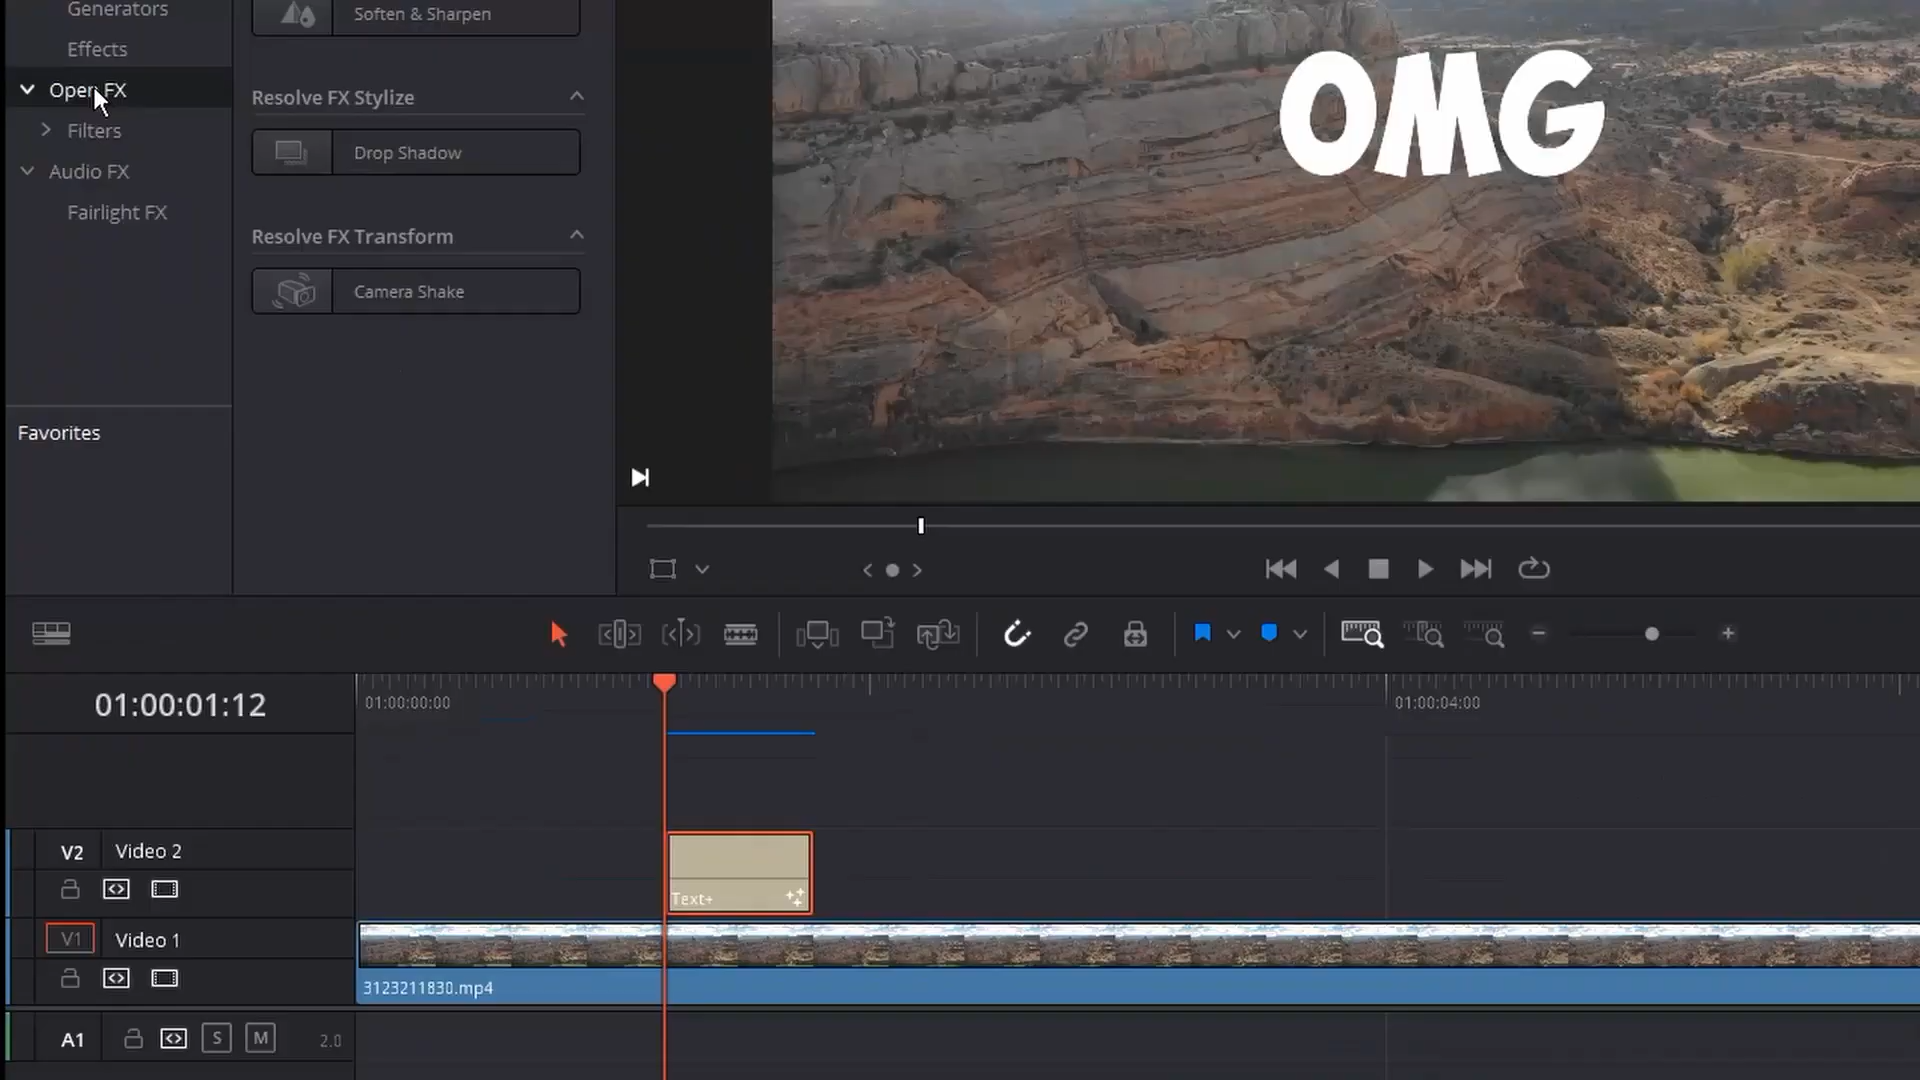 Generators
Effects
Open FX
Filters
Audio FX
Fairlight FX
Favorites
Soften & Sharpen
Resolve FX Stylize
Drop Shadow
Resolve FX Transform
Camera Shake
OMG
01:00:01:12
01:00:00:00
01:00:04:00
V2 Video 2
Text+
V1 Video 1
3123211830.mp4
A1 S M 2.0